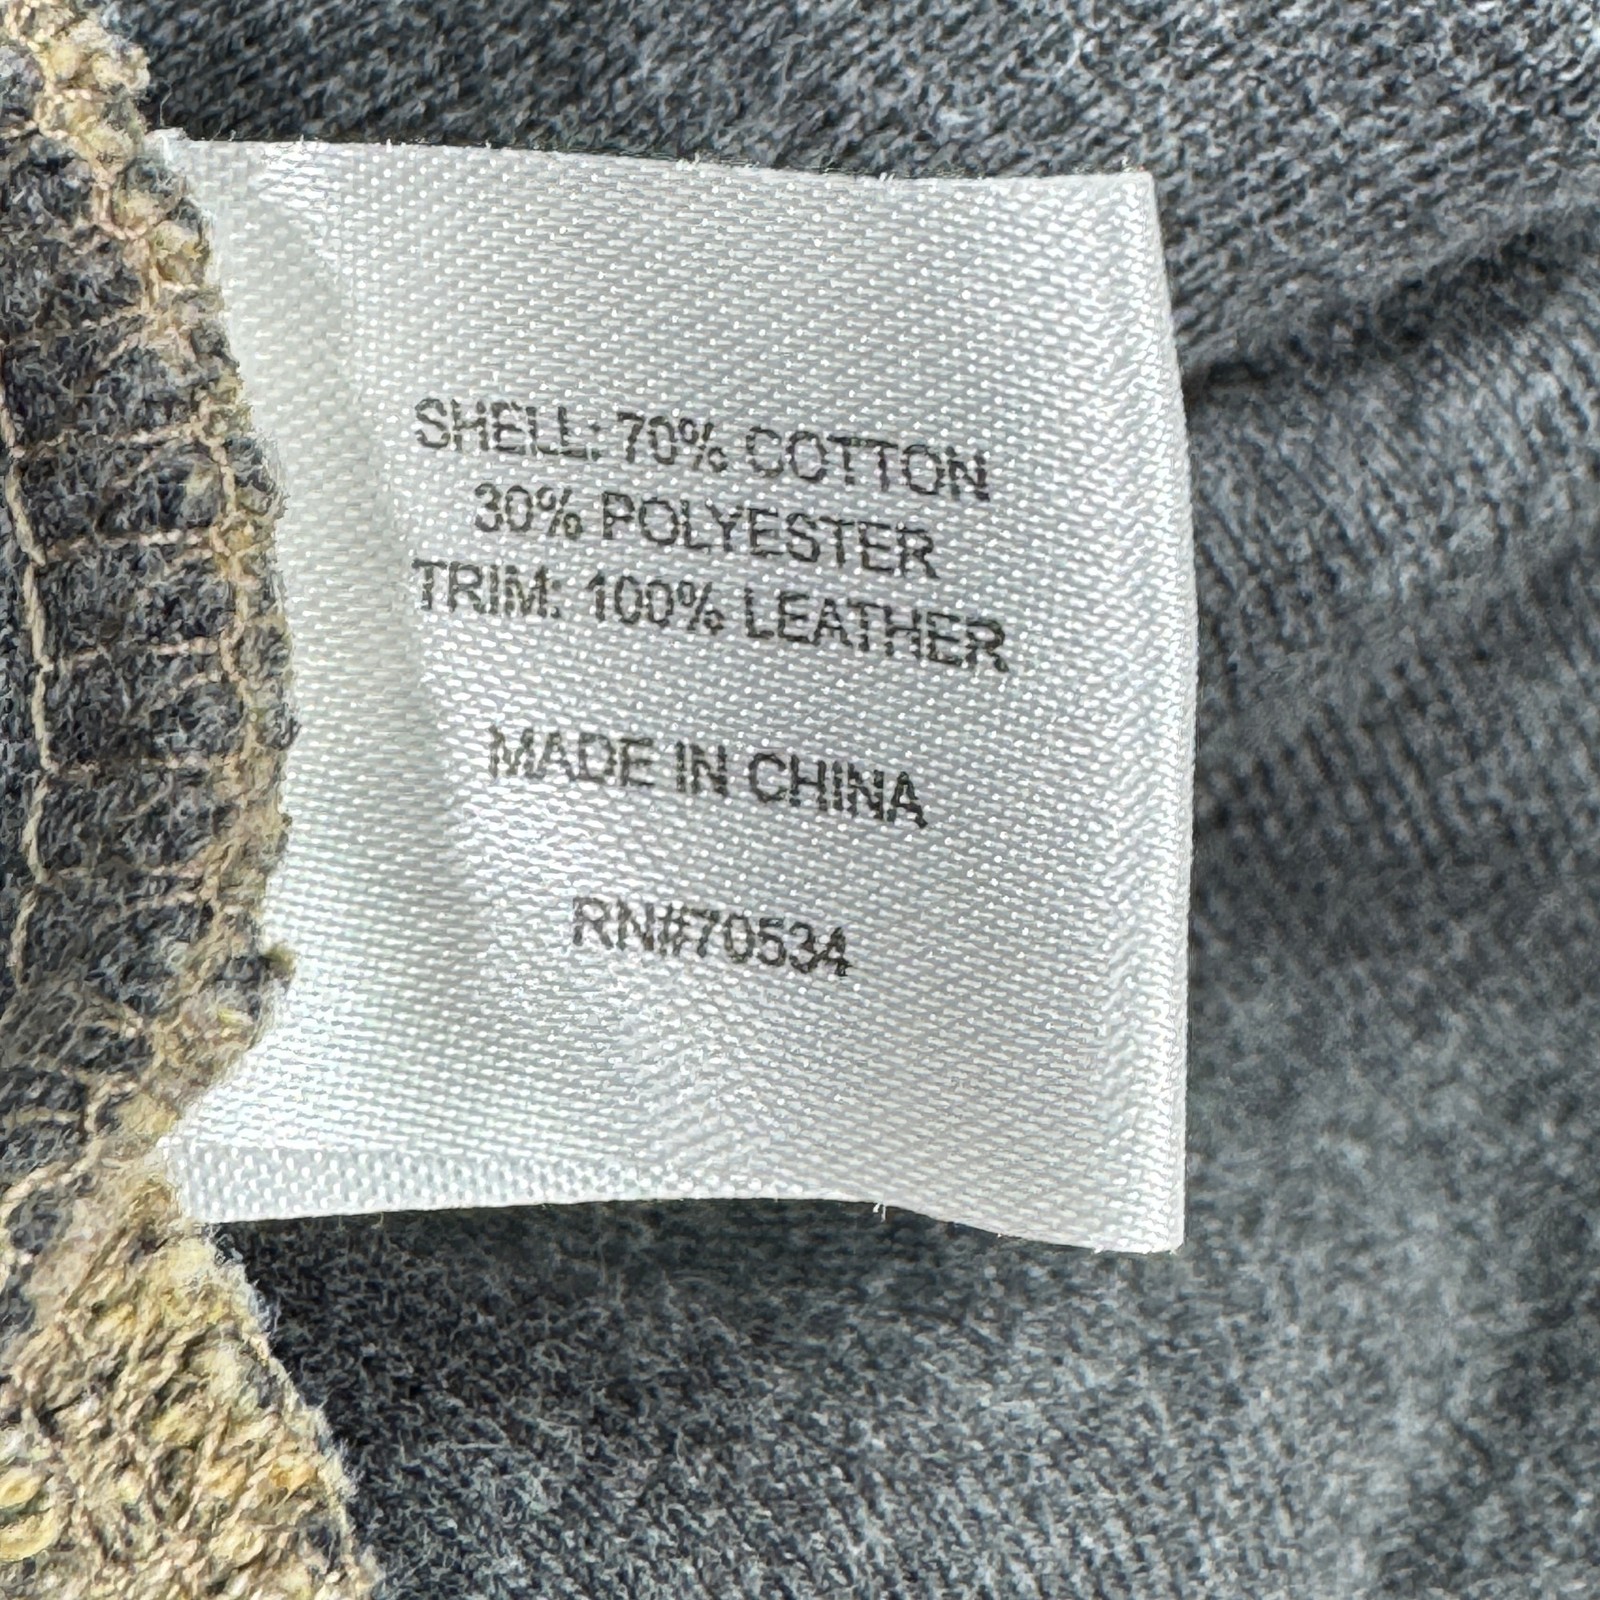 SHELL: 70% COTTON
30% POLYESTER
TRIM: 100% LEATHER
MADE IN CHINA
RN#70534